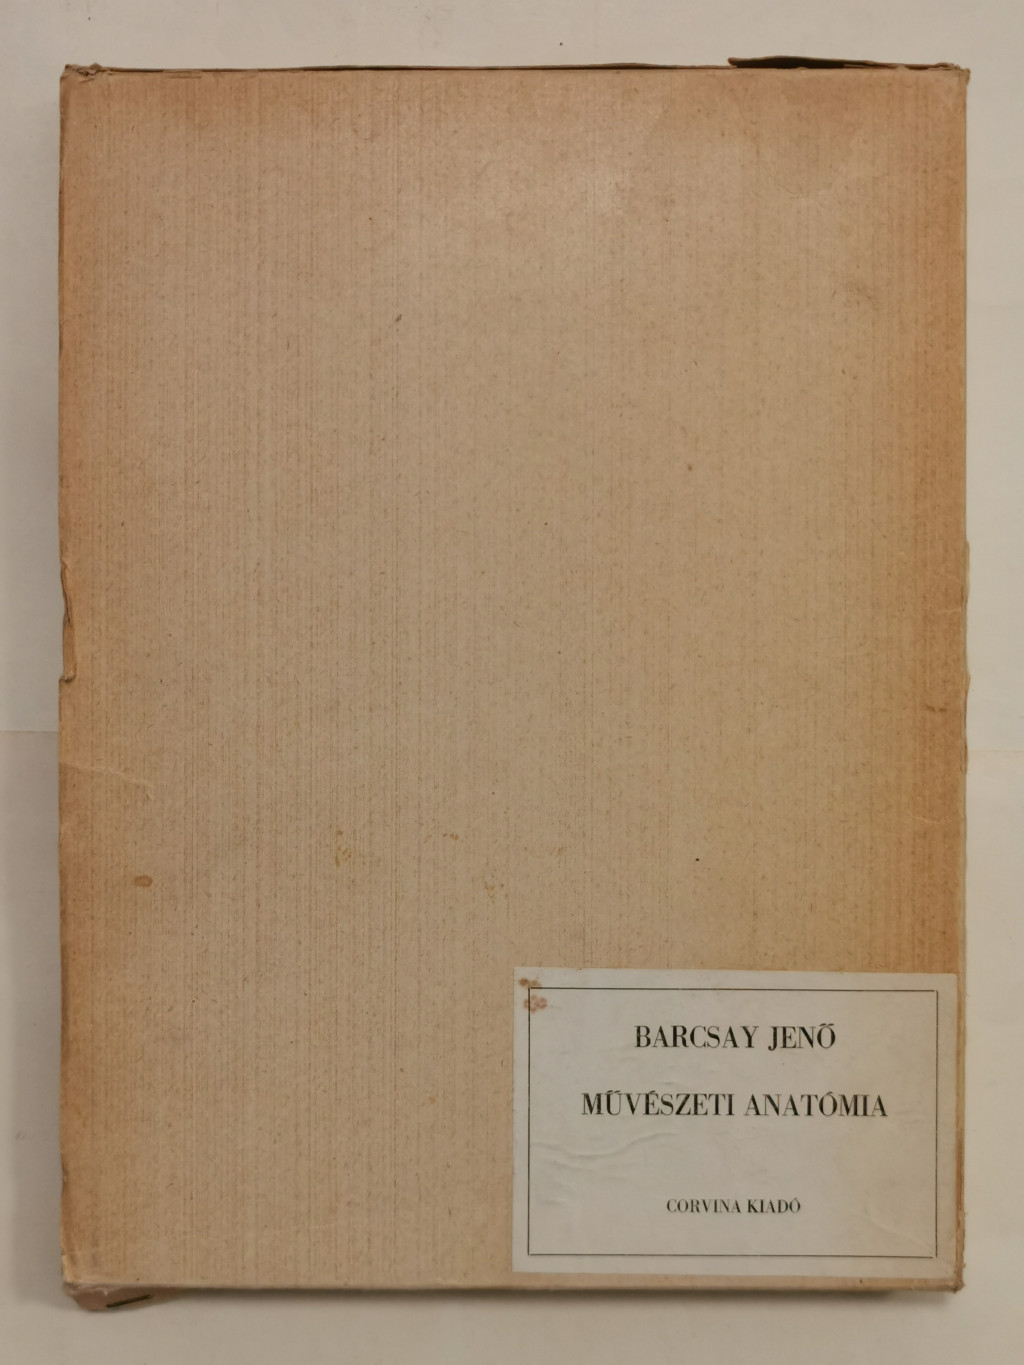 BARCSAY JENŐ
MŰVÉSZETI ANATÓMIA
CORVINA KIADÓ